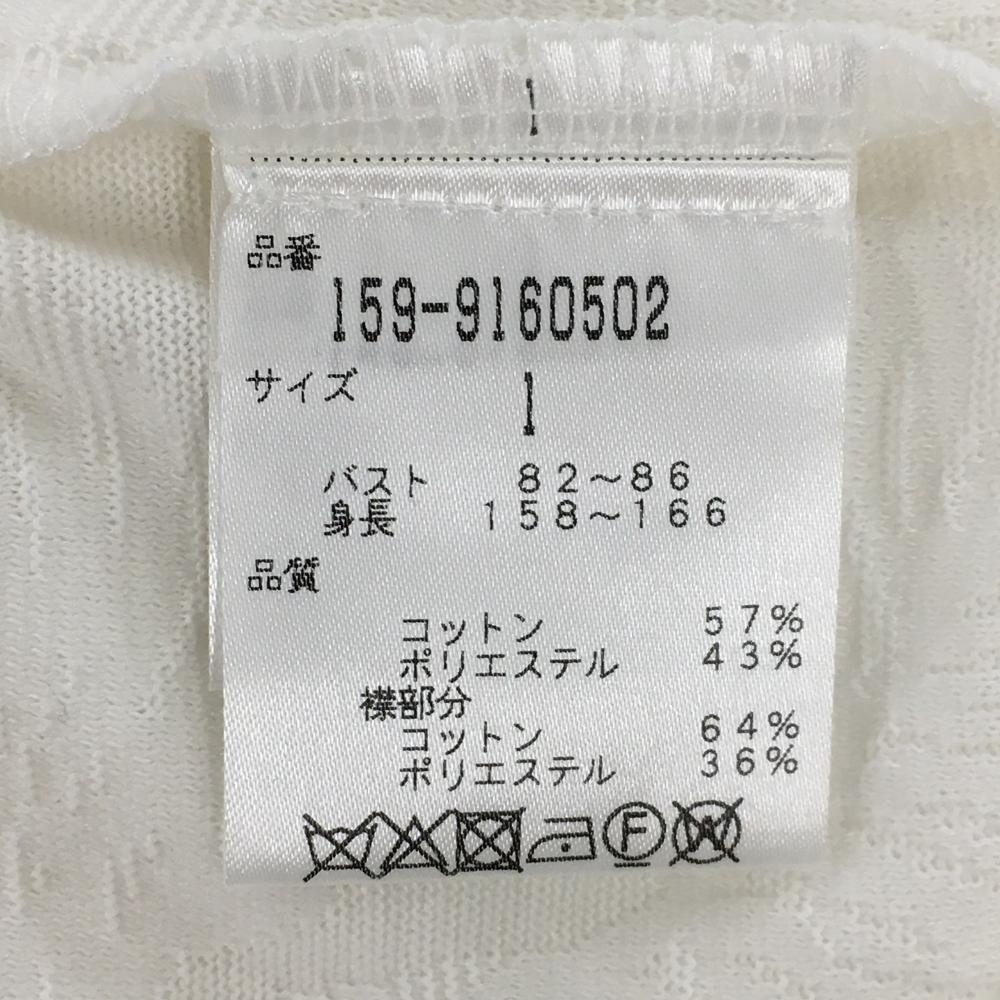 1
品番
159-9160502
サイズ 1
バスト 82～86
身長 158～166
品質
コットン 57%
ポリエステル 43%
襟部分
コットン 64%
ポリエステル 36%
F W